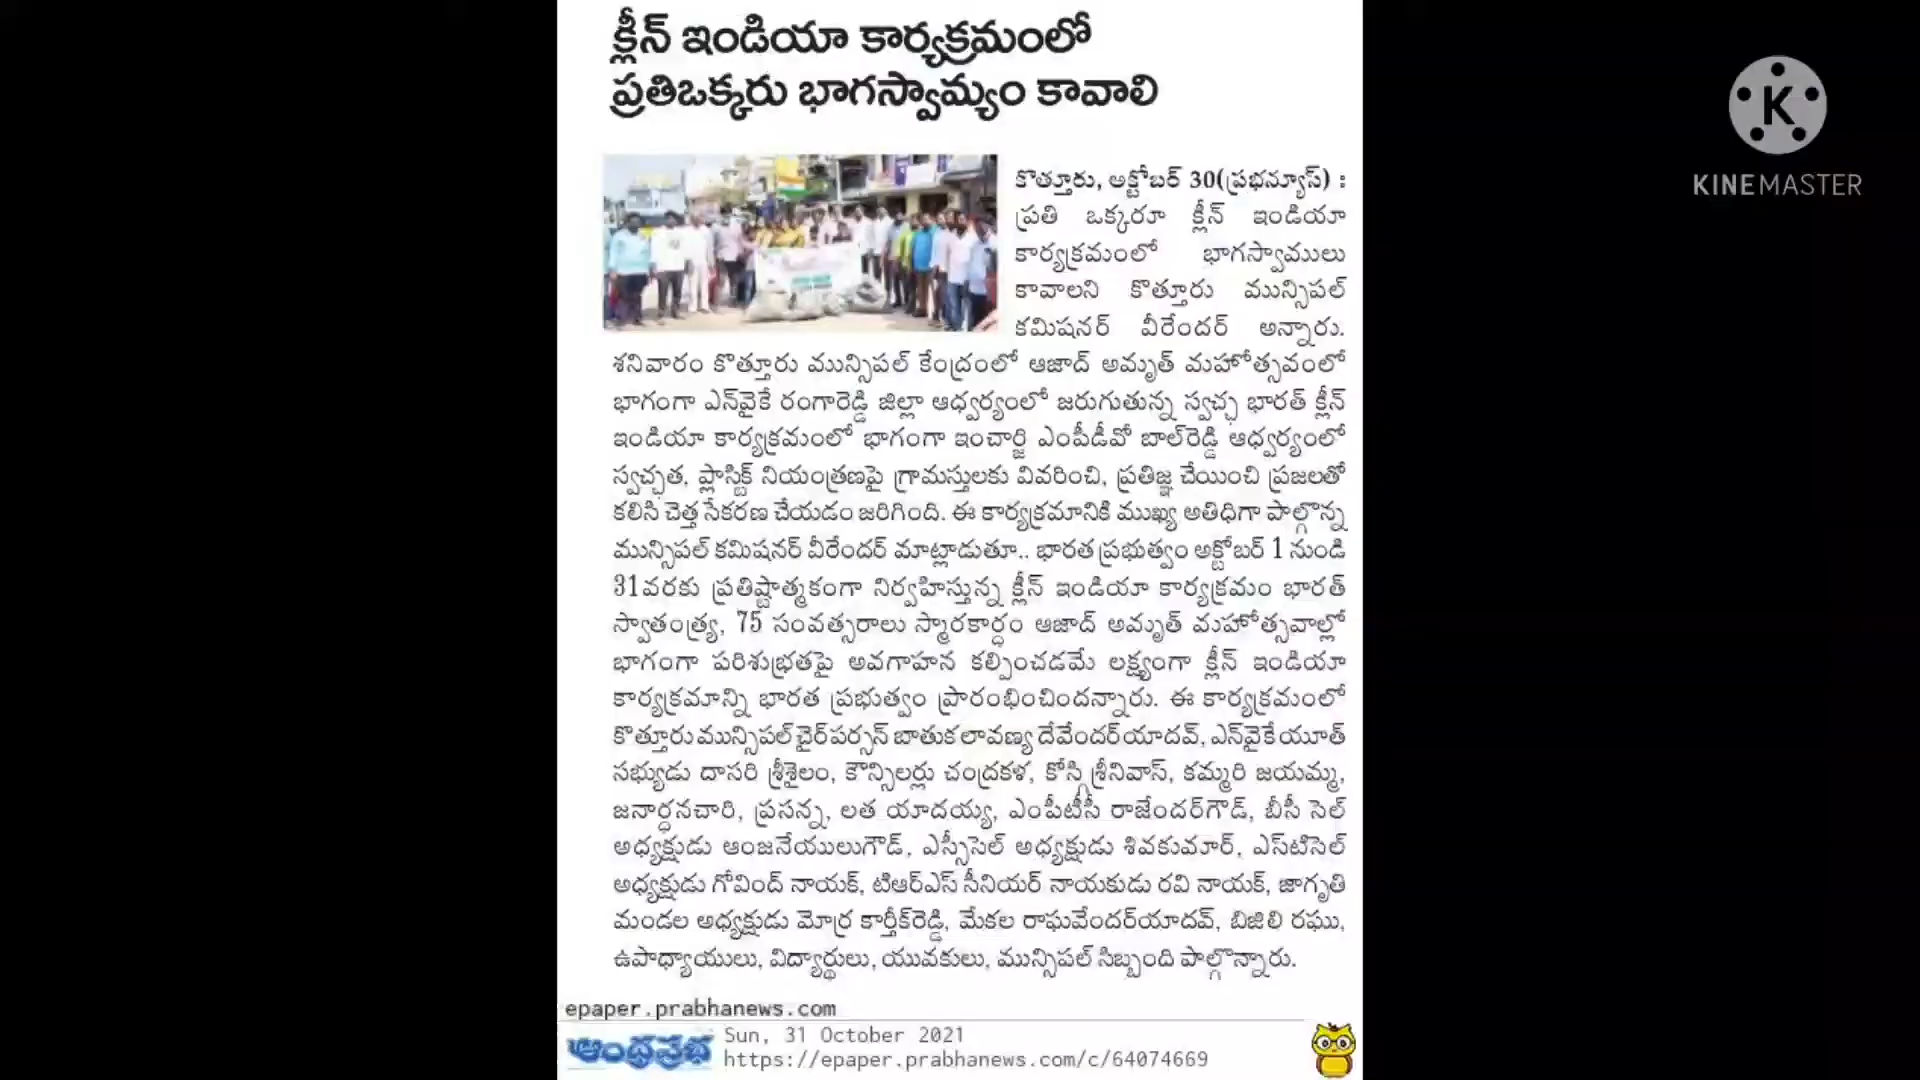 క్లీన్ ఇండియా కార్యక్రమంలో
ప్రతిఒక్కరు భాగస్వామ్యం కావాలి
K
KINEMASTER
కొత్తూరు, అక్టోబర్ 30(ప్రభన్యూస్) :
ప్రతి ఒక్కరూ క్లీన్ ఇండియా
కార్యక్రమంలో భాగస్వాములు
కావాలని కొత్తూరు మున్సిపల్
కమిషనర్ వీరేందర్ అన్నారు.
శనివారం కొత్తూరు మున్సిపల్ కేంద్రంలో ఆజాద్ అమృత్ మహోత్సవంలో
భాగంగా ఎన్‌వైకే రంగారెడ్డి జిల్లా ఆధ్వర్యంలో జరుగుతున్న స్వచ్ఛ భారత్ క్లీన్
ఇండియా కార్యక్రమంలో భాగంగా ఇంచార్జి ఎంపీడీవో బాల్‌రెడ్డి ఆధ్వర్యంలో
స్వచ్ఛత, ప్లాస్టిక్ నియంత్రణపై గ్రామస్తులకు వివరించి, ప్రతిజ్ఞ చేయించి ప్రజలతో
కలిసి చెత్త సేకరణ చేయడం జరిగింది. ఈ కార్యక్రమానికి ముఖ్య అతిధిగా పాల్గొన్న
మున్సిపల్ కమిషనర్ వీరేందర్ మాట్లాడుతూ.. భారత ప్రభుత్వం అక్టోబర్ 1 నుండి
31వరకు ప్రతిష్టాత్మకంగా నిర్వహిస్తున్న క్లీన్ ఇండియా కార్యక్రమం భారత్
స్వాతంత్ర్య, 75 సంవత్సరాలు స్మారకార్థం ఆజాద్ అమృత్ మహోత్సవాల్లో
భాగంగా పరిశుభ్రతపై అవగాహన కల్పించడమే లక్ష్యంగా క్లీన్ ఇండియా
కార్యక్రమాన్ని భారత ప్రభుత్వం ప్రారంభించిందన్నారు. ఈ కార్యక్రమంలో
కొత్తూరు మున్సిపల్ చైర్‌పర్సన్ బాతుక లావణ్య దేవేందర్‌యాదవ్, ఎన్‌వైకే యూత్
సభ్యుడు దాసరి శ్రీశైలం, కౌన్సిలర్లు చంద్రకళ, కోస్గి శ్రీనివాస్, కమ్మరి జయమ్మ,
జనార్ధనచారి, ప్రసన్న, లత యాదయ్య, ఎంపీటీసీ రాజేందర్‌గౌడ్, బీసీ సెల్
అధ్యక్షుడు ఆంజనేయులుగౌడ్, ఎస్సీసెల్ అధ్యక్షుడు శివకుమార్, ఎస్‌టిసెల్
అధ్యక్షుడు గోవింద్ నాయక్, టిఆర్ఎస్ సీనియర్ నాయకుడు రవి నాయక్, జాగృతి
మండల అధ్యక్షుడు మోర్ర కార్తీక్‌రెడ్డి, మేకల రాఘవేందర్‌యాదవ్, బిజిలి రఘు,
ఉపాధ్యాయులు, విద్యార్థులు, యువకులు, మున్సిపల్ సిబ్బంది పాల్గొన్నారు.
epaper.prabhanews.com
ఆంధ్రప్రభ
Sun, 31 October 2021
https://epaper.prabhanews.com/c/64074669